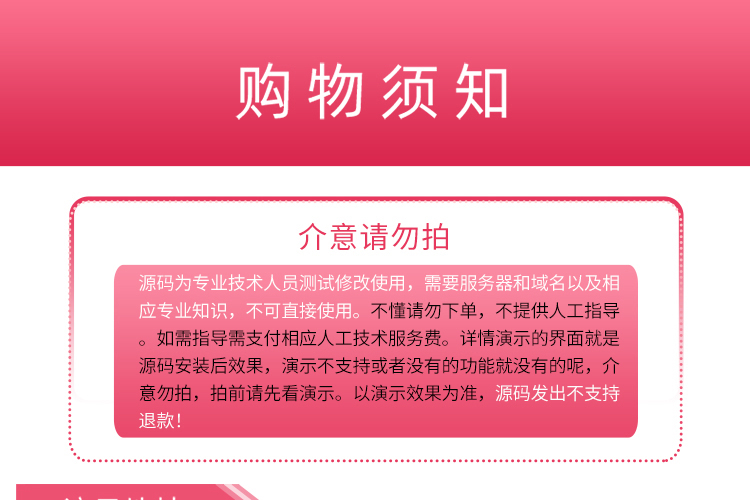 购物须知
介意请勿拍
源码为专业技术人员测试修改使用，需要服务器和域名以及相
应专业知识，不可直接使用。不懂请勿下单，不提供人工指导
。如需指导需支付相应人工技术服务费。详情演示的界面就是
源码安装后效果，演示不支持或者没有的功能就没有的呢，介
意勿拍，拍前请先看演示。以演示效果为准，源码发出不支持
退款！